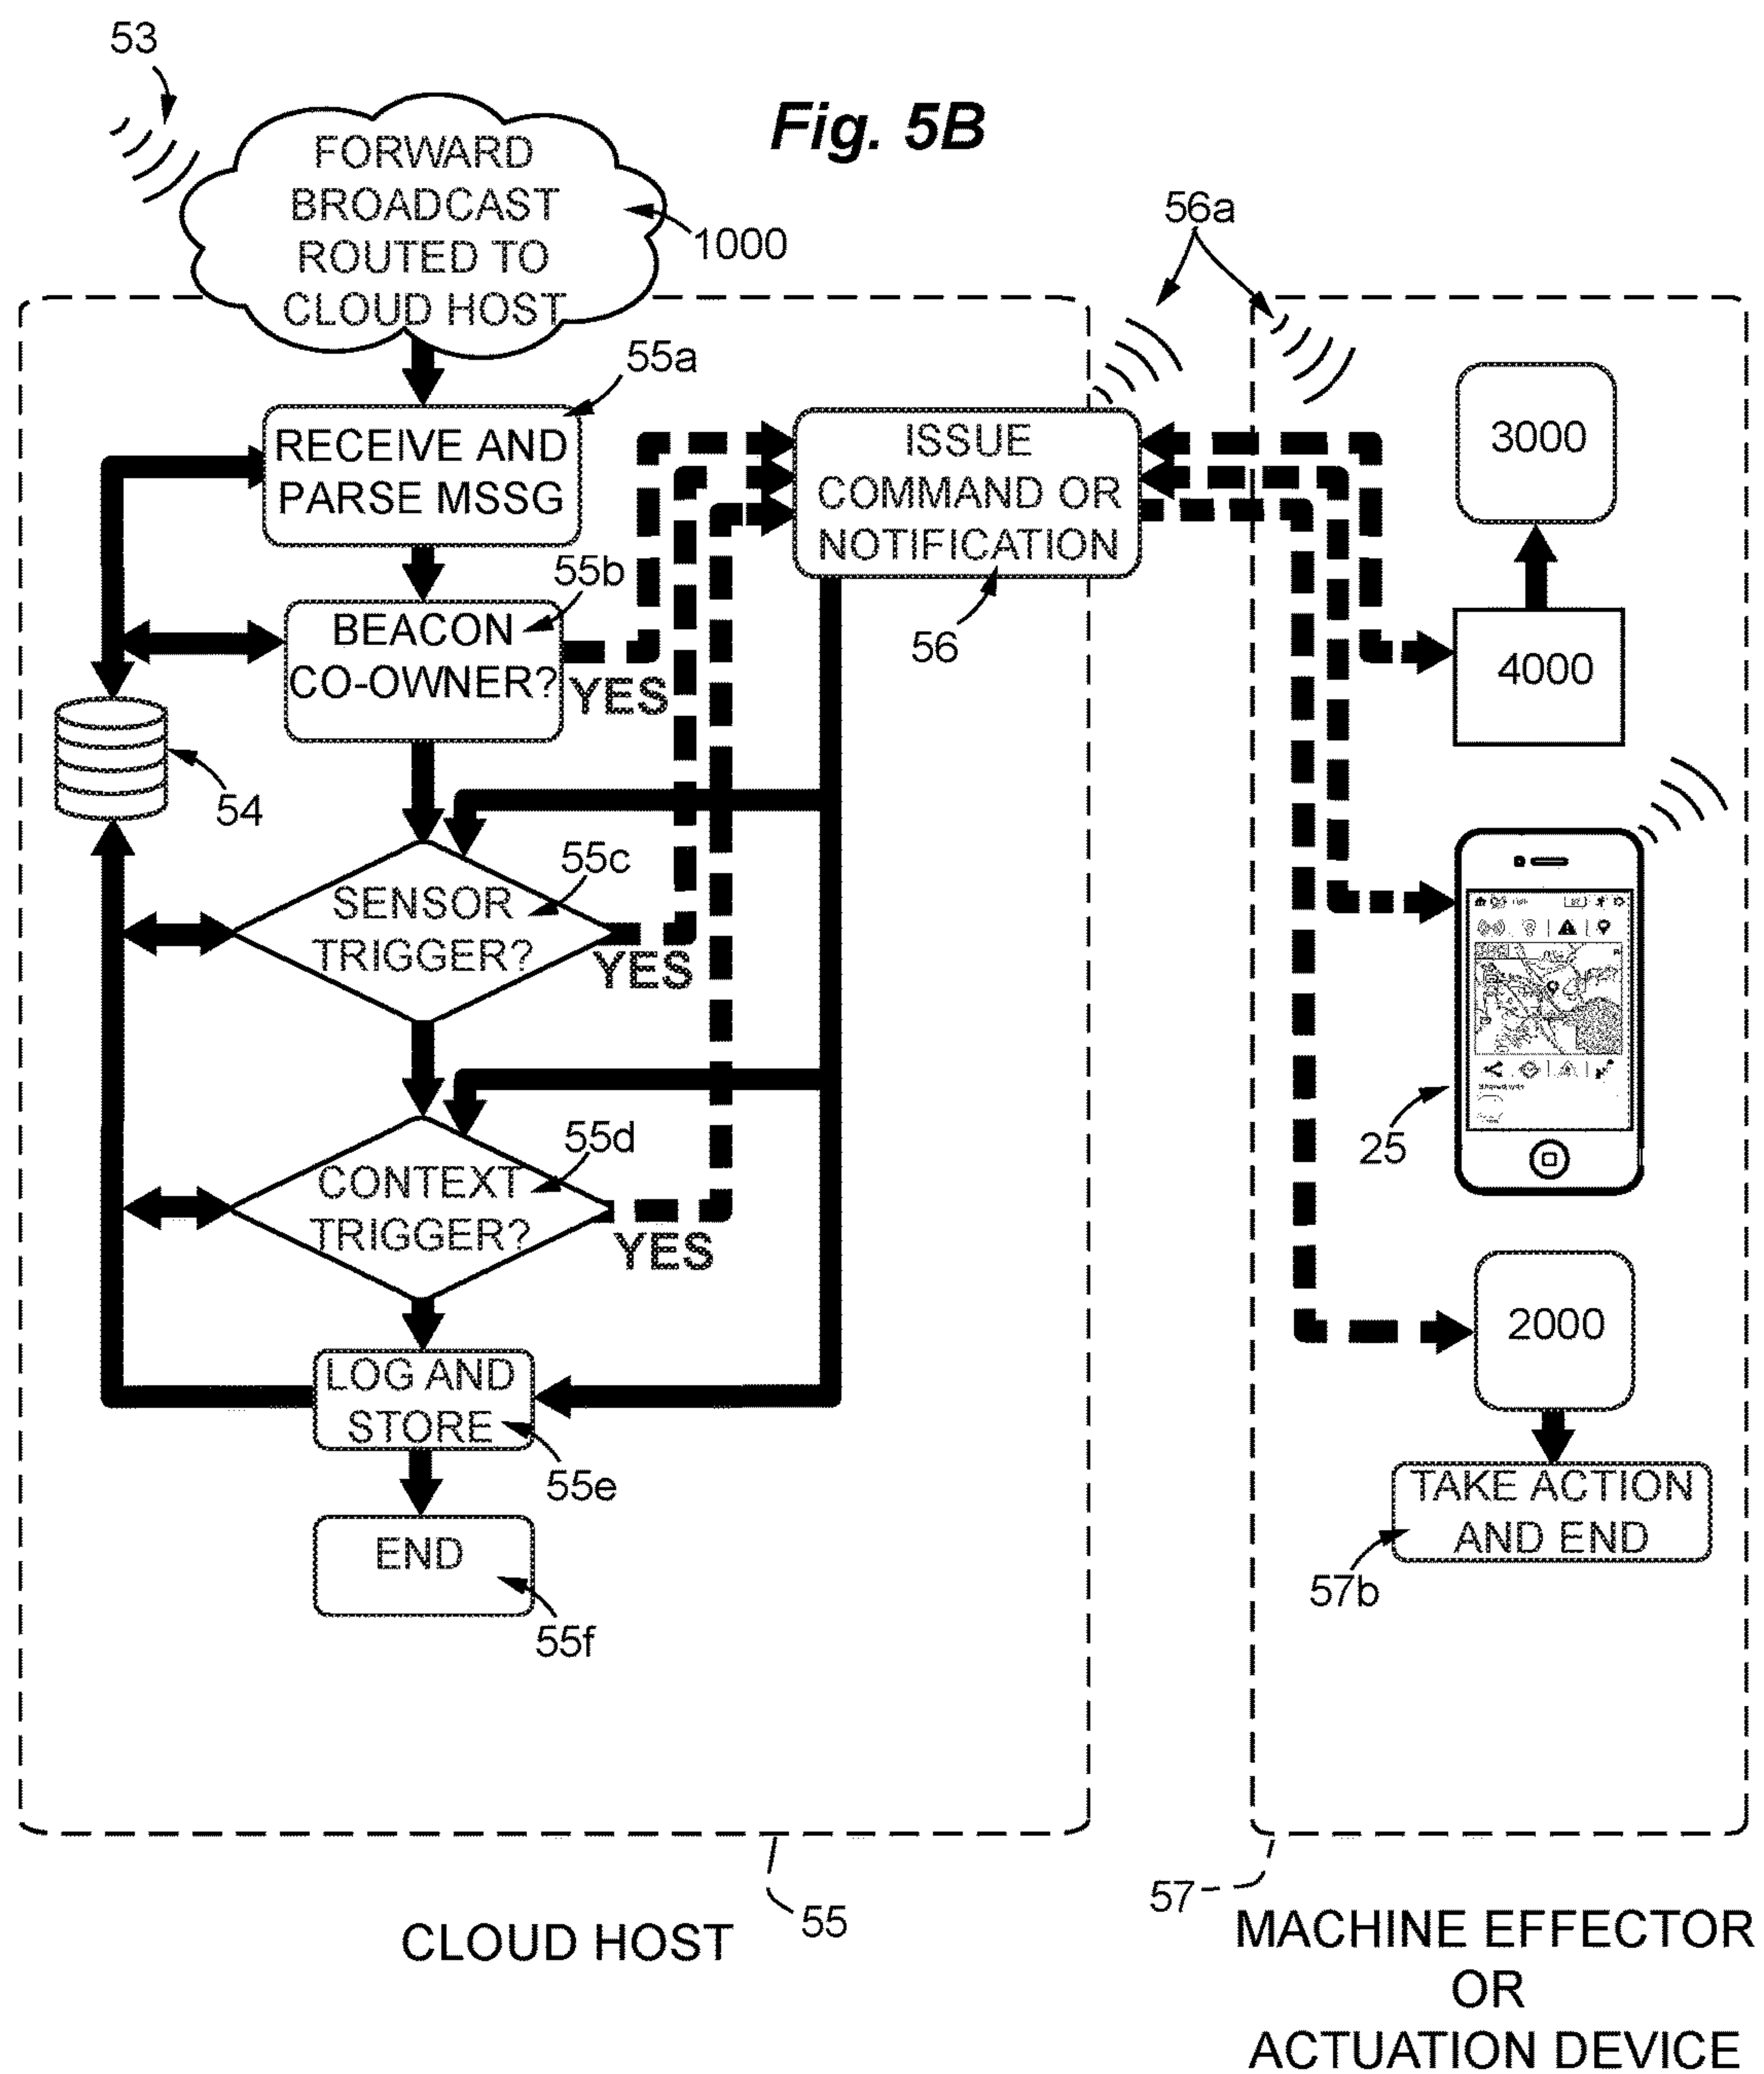 53
Fig. 5B
FORWARD
BROADCAST
ROUTED TO
CLOUD HOST
1000
56a
55a
RECEIVE AND
PARSE MSSG
ISSUE
COMMAND OR
NOTIFICATION
56
3000
55b
BEACON
CO-OWNER?
YES
4000
54
55c
SENSOR
TRIGGER?
YES
25
55d
CONTEXT
TRIGGER?
YES
2000
LOG AND
STORE
55e
TAKE ACTION
AND END
57b
END
55f
55
CLOUD HOST
57
MACHINE EFFECTOR
OR
ACTUATION DEVICE